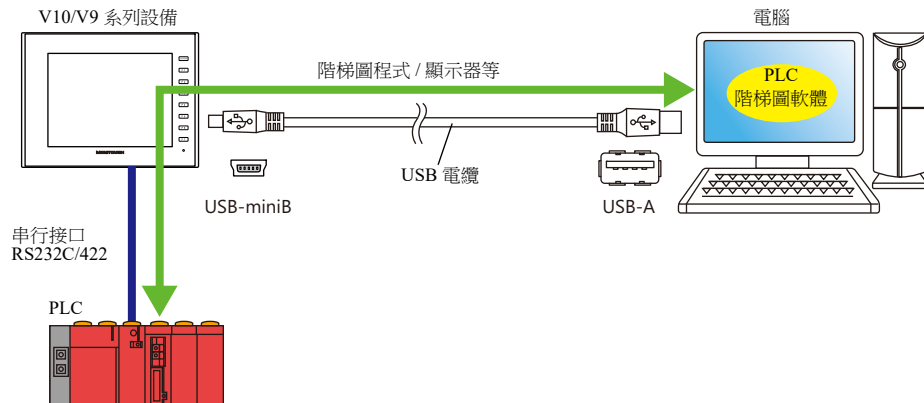 V10/V9 系列設備
電腦
階梯圖程式 / 顯示器等
PLC
階梯圖軟體
USB 電纜
USB-miniB
USB-A
串行接口
RS232C/422
PLC